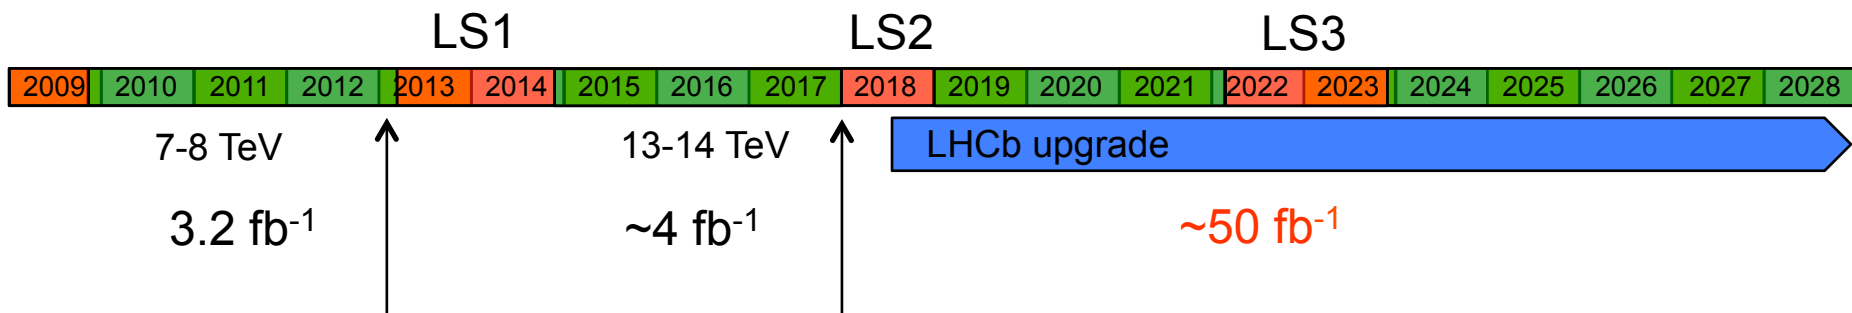 LS1 LS2 LS3
2009 2010 2011 2012 2013 2014 2015 2016 2017 2018 2019 2020 2021 2022 2023 2024 2025 2026 2027 2028
7-8 TeV 13-14 TeV LHCb upgrade
3.2 fb⁻¹ ~4 fb⁻¹ ~50 fb⁻¹